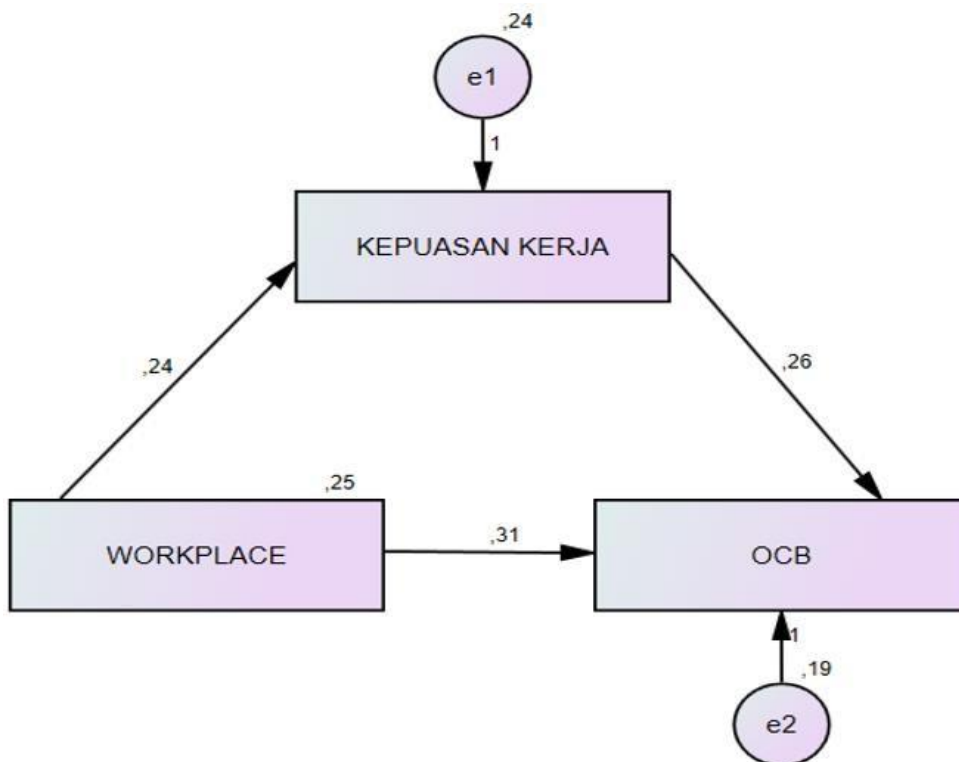 ,24
e1
1
KEPUASAN KERJA
,24
,26
,25
WORKPLACE
,31
OCB
1
,19
e2